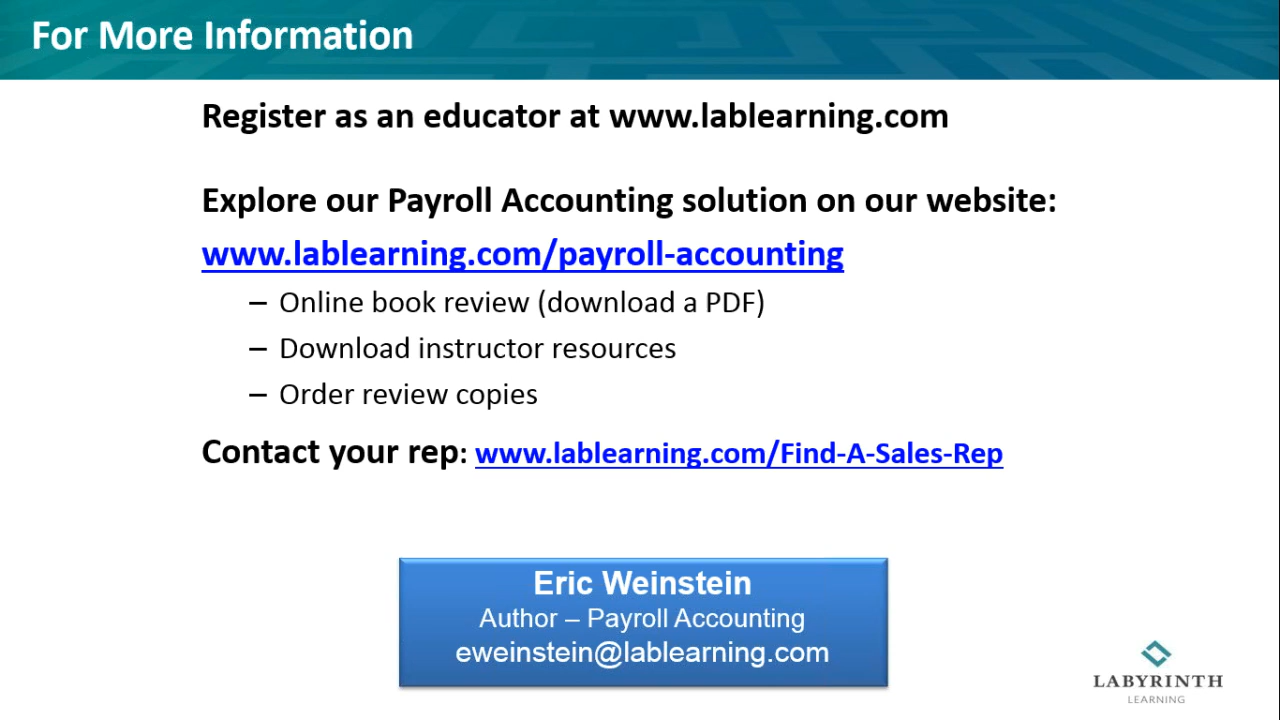 For More Information
Register as an educator at www.lablearning.com
Explore our Payroll Accounting solution on our website:
www.lablearning.com/payroll-accounting
– Online book review (download a PDF)
– Download instructor resources
– Order review copies
Contact your rep: www.lablearning.com/Find-A-Sales-Rep
Eric Weinstein
Author – Payroll Accounting
eweinstein@lablearning.com
LABYRINTH
LEARNING